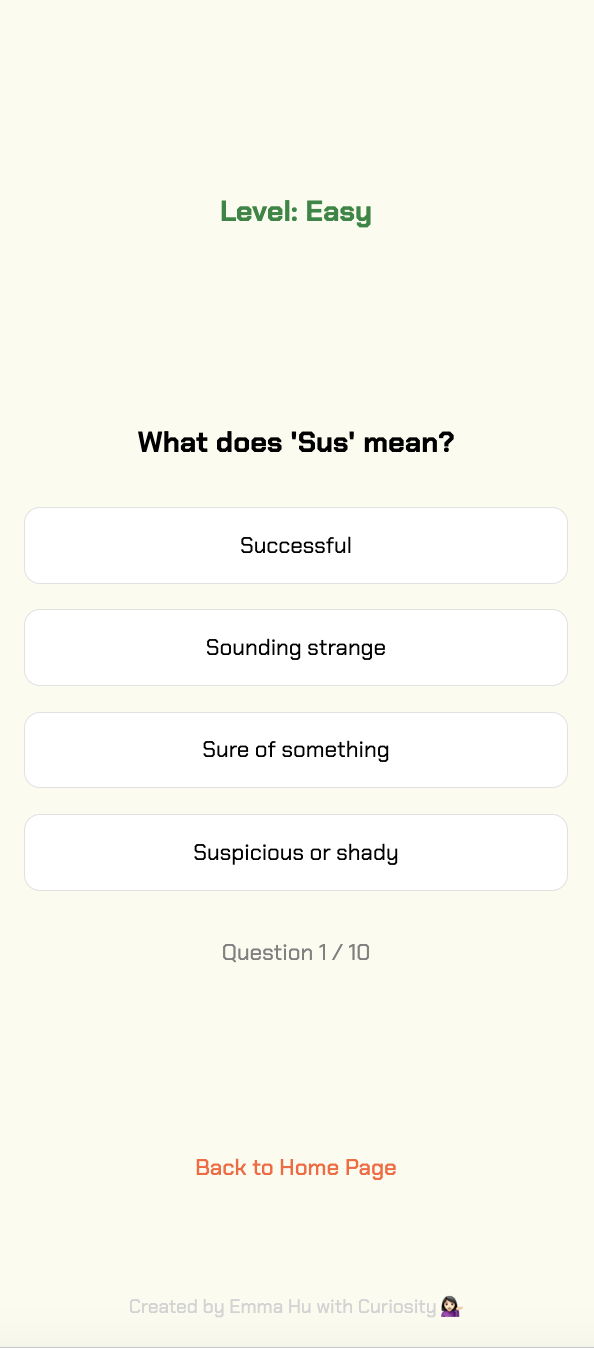 Level: Easy
What does 'Sus' mean?
Successful
Sounding strange
Sure of something
Suspicious or shady
Question 1 / 10
Back to Home Page
Created by Emma Hu with Curiosity 💁🏻‍♀️